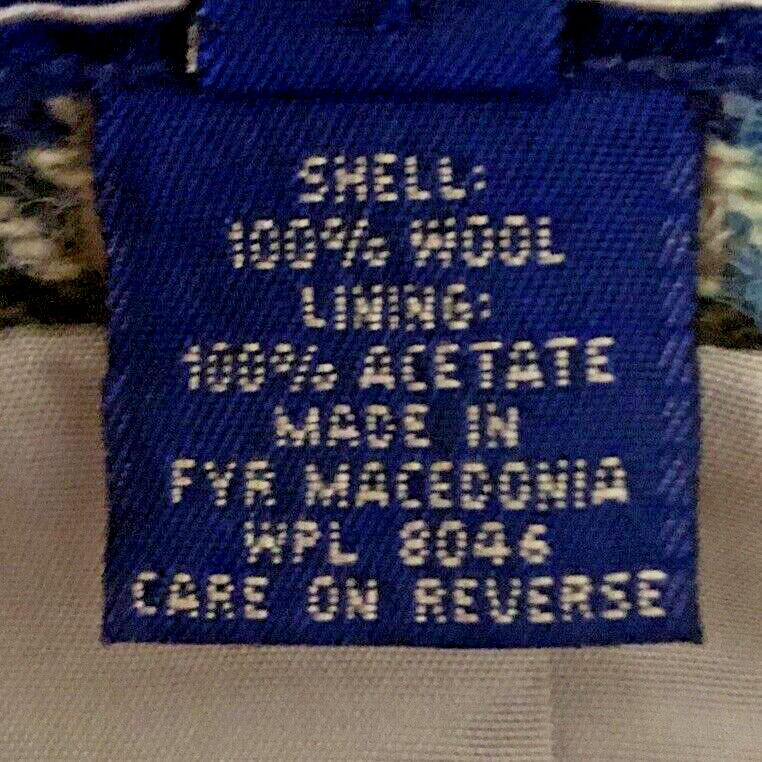 SHELL:
100% WOOL
LINING:
100% ACETATE
MADE IN
FYR MACEDONIA
WPL 8046
CARE ON REVERSE